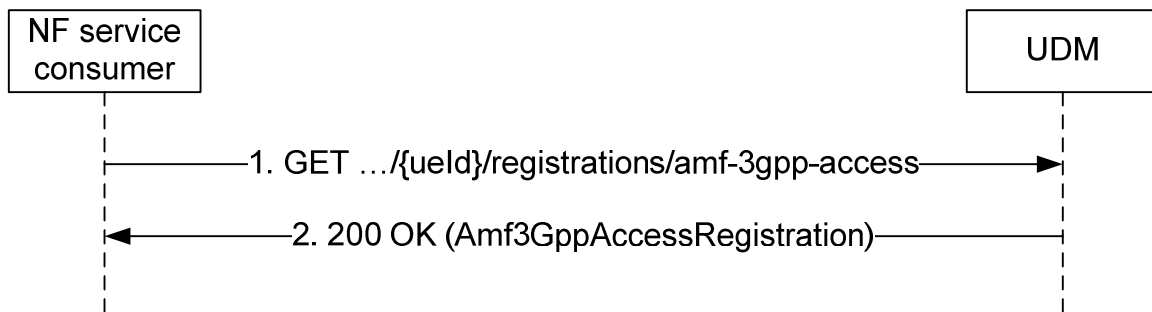 NF service
consumer
UDM
1. GET …/{ueId}/registrations/amf-3gpp-access
2. 200 OK (Amf3GppAccessRegistration)